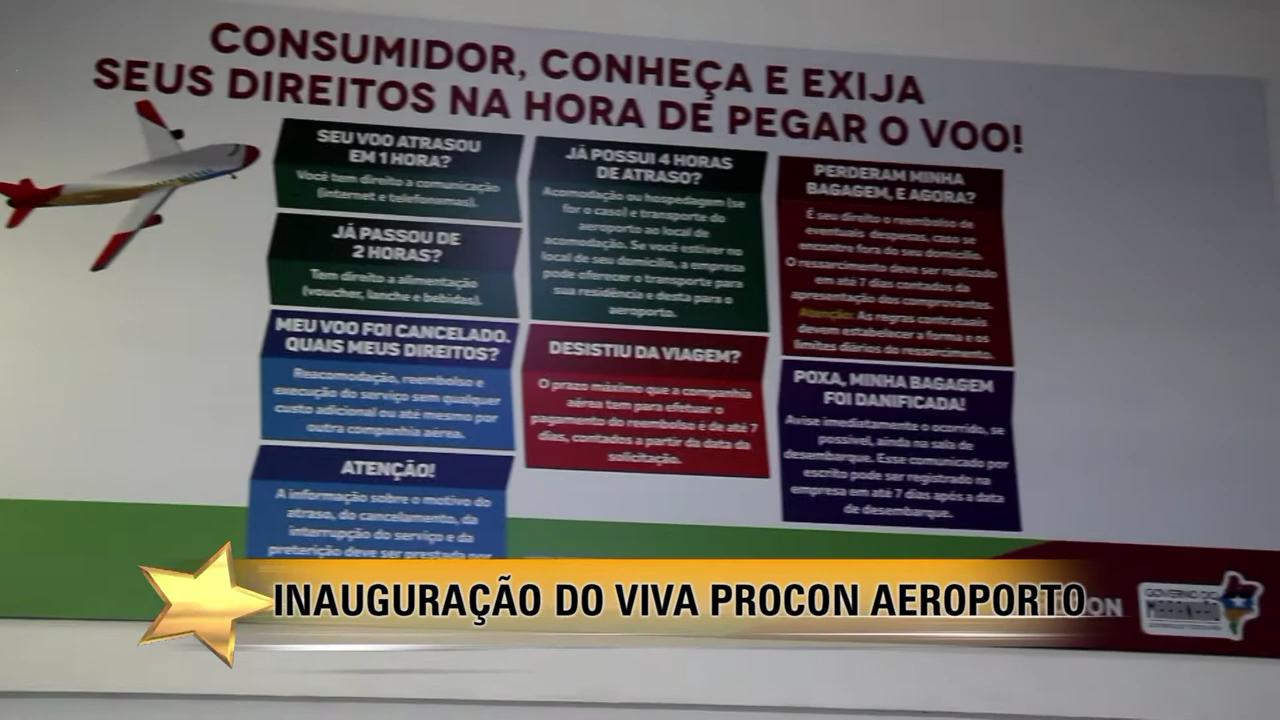 CONSUMIDOR, CONHEÇA E EXIJA
SEUS DIREITOS NA HORA DE PEGAR O VOO!
SEU VOO ATRASOU
EM 1 HORA?
Você tem direito a comunicação
(internet e telefonemas).
JÁ PASSOU DE
2 HORAS?
Tem direito a alimentação
(voucher, lanche e bebidas).
MEU VOO FOI CANCELADO.
QUAIS MEUS DIREITOS?
Reacomodação, reembolso e
execução do serviço sem qualquer
custo adicional ou até mesmo por
outra companhia aérea.
ATENÇÃO!
A informação sobre o motivo do
atraso, do cancelamento, da
interrupção do serviço e da
preterição deve ser prestada por
JÁ POSSUI 4 HORAS
DE ATRASO?
Acomodação ou hospedagem (se
for o caso) e transporte do
aeroporto ao local de
acomodação. Se você estiver no
local de seu domicílio, a empresa
pode oferecer o transporte para
sua residência e desta para o
aeroporto.
DESISTIU DA VIAGEM?
O prazo máximo que a companhia
aérea tem para efetuar o
pagamento do reembolso e de até 7
dias, contados a partir da data da
solicitação.
PERDERAM MINHA
BAGAGEM, E AGORA?
É seu direito o reembolso de
eventuais despesas, caso se
encontre fora do seu domicílio.
O ressarcimento deve ser realizado
em até 7 dias contados da
apresentação dos comprovantes.
Atenção: As regras contratuais
devem estabelecer a forma e os
limites diários do ressarcimento.
POXA, MINHA BAGAGEM
FOI DANIFICADA!
Avise imediatamente o ocorrido, se
possível, ainda na sala de
desembarque. Esse comunicado por
escrito pode ser registrado na
empresa em até 7 dias após a data
de desembarque.
INAUGURAÇÃO DO VIVA PROCON AEROPORTO
ON
GOVERNO DO
MARANHÃO